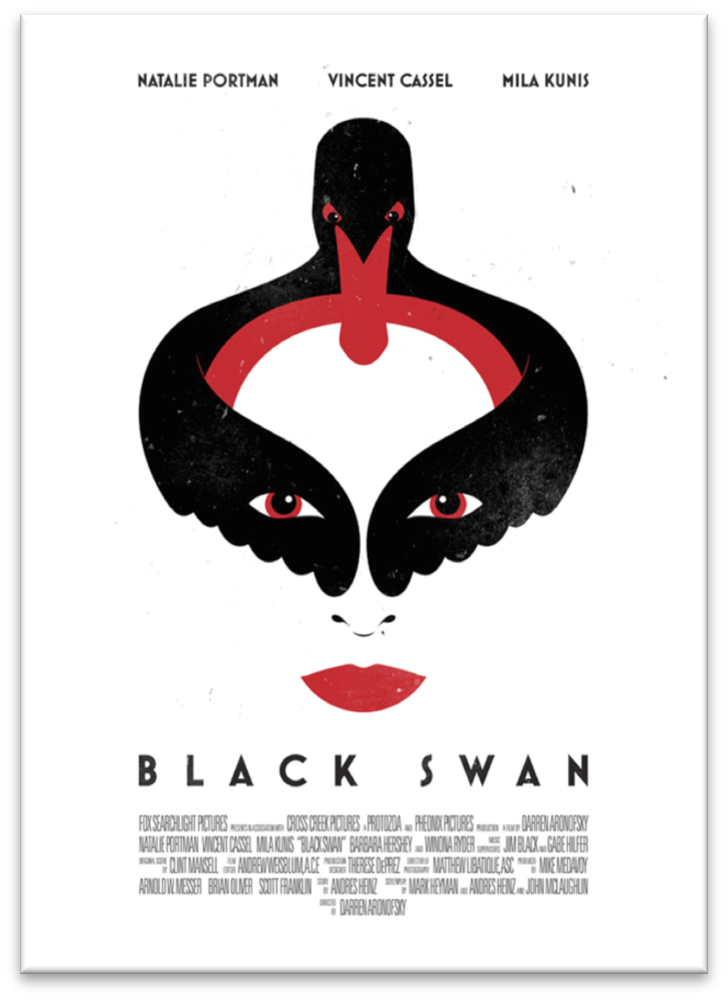 NATALIE PORTMAN VINCENT CASSEL MILA KUNIS
BLACK SWAN
FOX SEARCHLIGHT PICTURES PRESENTS IN ASSOCIATION WITH CROSS CREEK PICTURES A PROTOZOA AND PHEONIX PICTURES PRODUCTION A FILM BY DARREN ARONOFSKY
NATALIE PORTMAN VINCENT CASSEL MILA KUNIS "BLACK SWAN" BARBARA HERSHEY AND WINONA RYDER MUSIC SUPERVISORS JIM BLACK AND GABE HILFER
ORIGINAL SCORE BY CLINT MANSELL FILM EDITOR ANDREW WEISBLUM, A.C.E PRODUCTION DESIGNER THERESE DEPREZ DIRECTOR OF PHOTOGRAPHY MATTHEW LIBATIQUE, ASC PRODUCED BY MIKE MEDAVOY
ARNOLD W. MESSER BRIAN OLIVER SCOTT FRANKLIN STORY BY ANDRES HEINZ SCREENPLAY BY MARK HEYMAN AND ANDRES HEINZ AND JOHN MCLAUGHLIN
DIRECTED BY DARREN ARONOFSKY